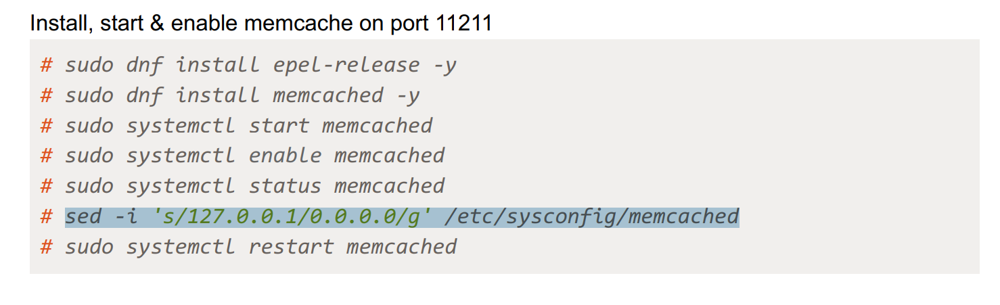 Install, start & enable memcache on port 11211
# sudo dnf install epel-release -y
# sudo dnf install memcached -y
# sudo systemctl start memcached
# sudo systemctl enable memcached
# sudo systemctl status memcached
# sed -i 's/127.0.0.1/0.0.0.0/g' /etc/sysconfig/memcached
# sudo systemctl restart memcached